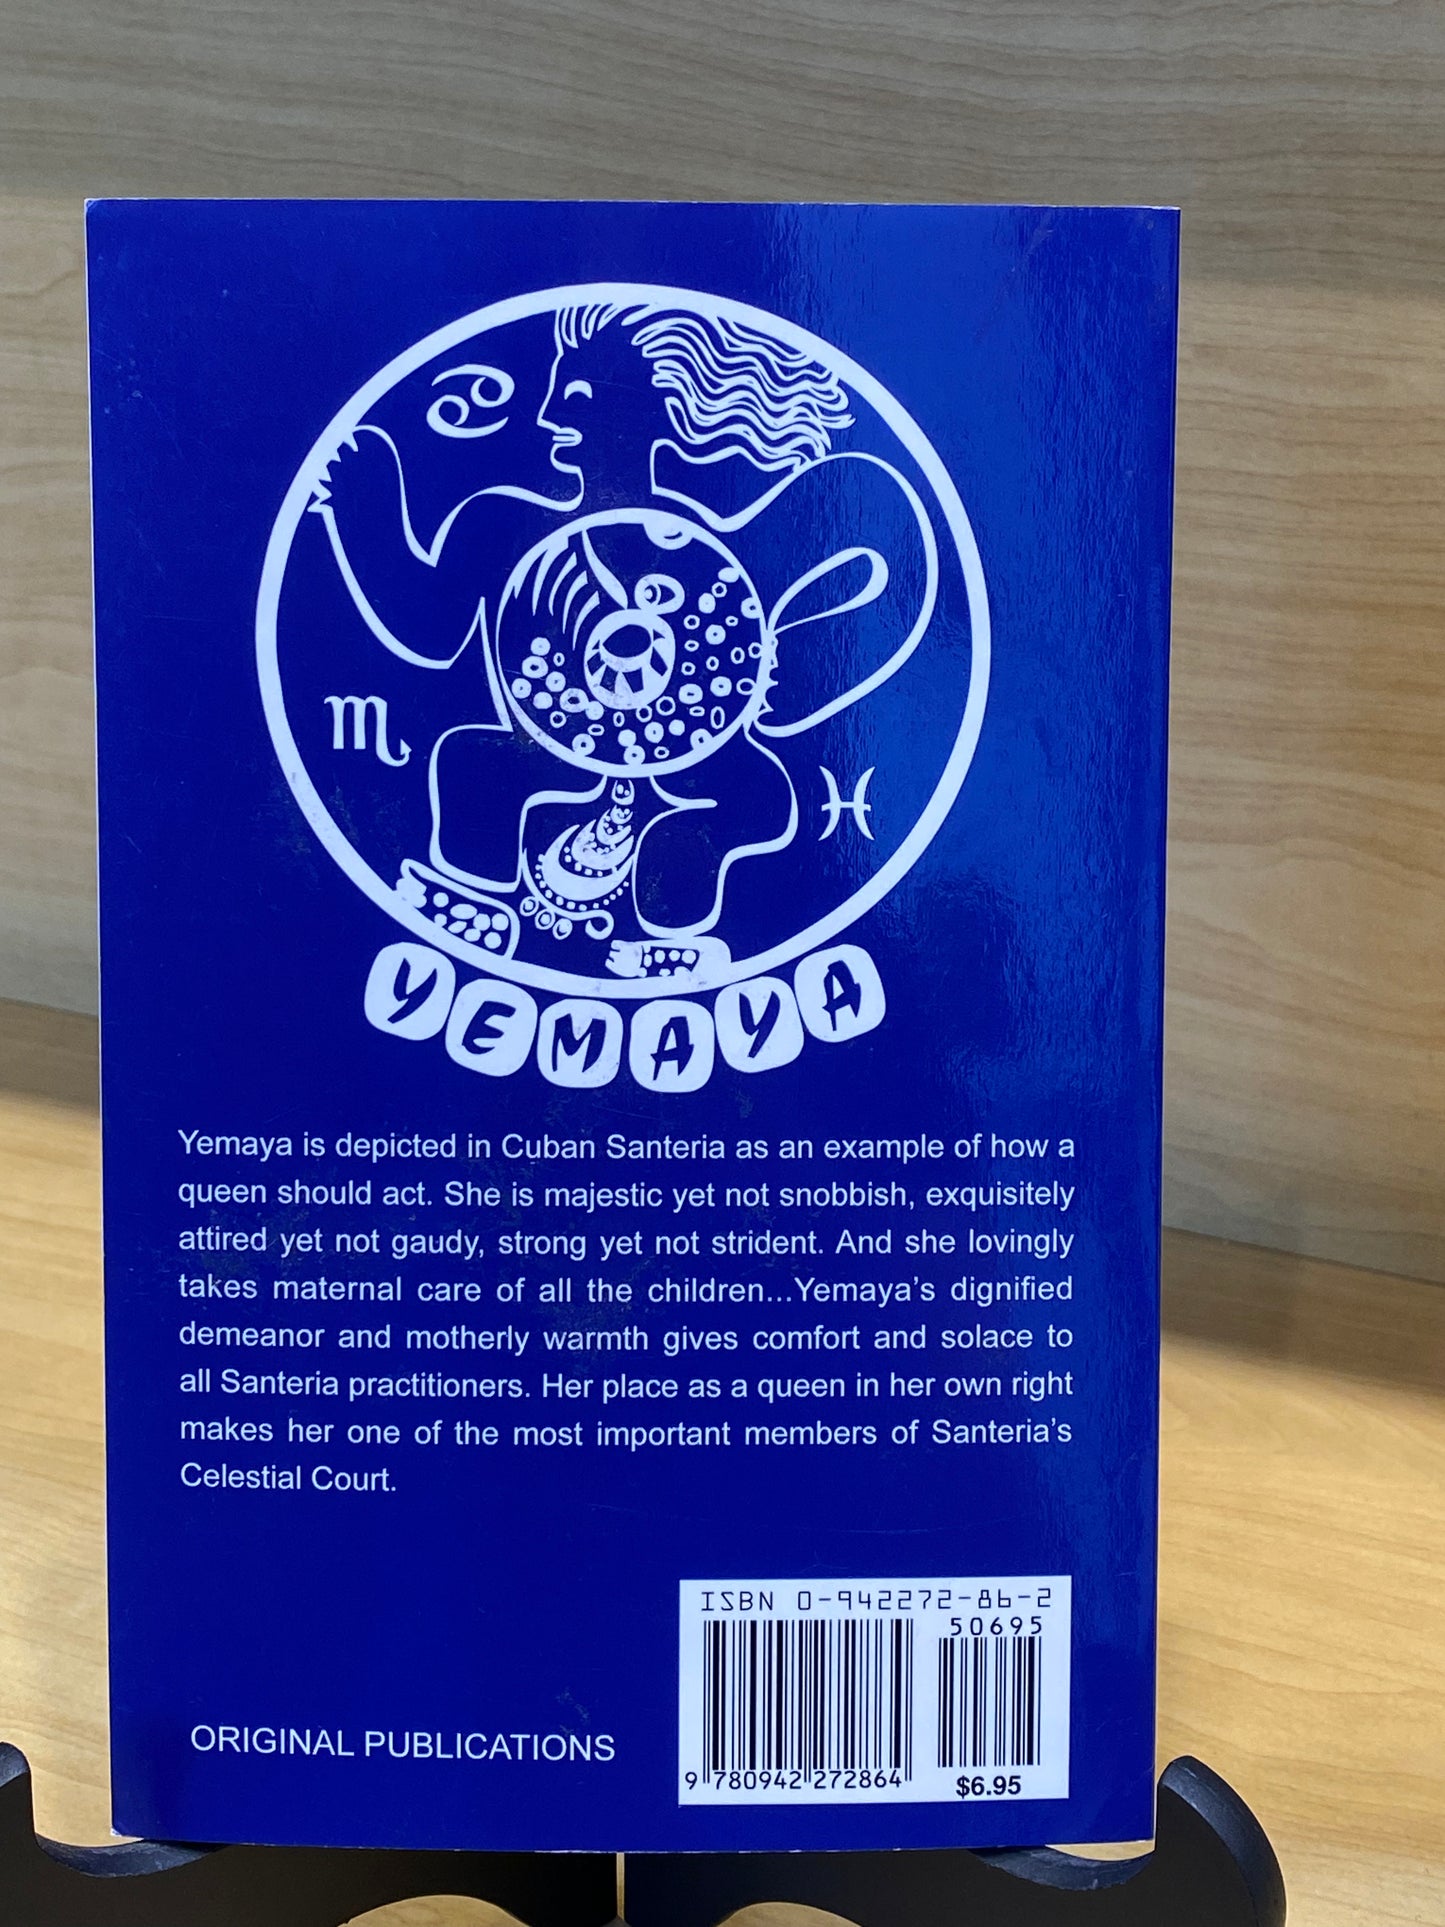 ♋
♏
♓
YEMAYA
Yemaya is depicted in Cuban Santeria as an example of how a
queen should act. She is majestic yet not snobbish, exquisitely
attired yet not gaudy, strong yet not strident. And she lovingly
takes maternal care of all the children...Yemaya’s dignified
demeanor and motherly warmth gives comfort and solace to
all Santeria practitioners. Her place as a queen in her own right
makes her one of the most important members of Santeria’s
Celestial Court.
ISBN 0-942272-86-2
50695
9 780942 272864
$6.95
ORIGINAL PUBLICATIONS